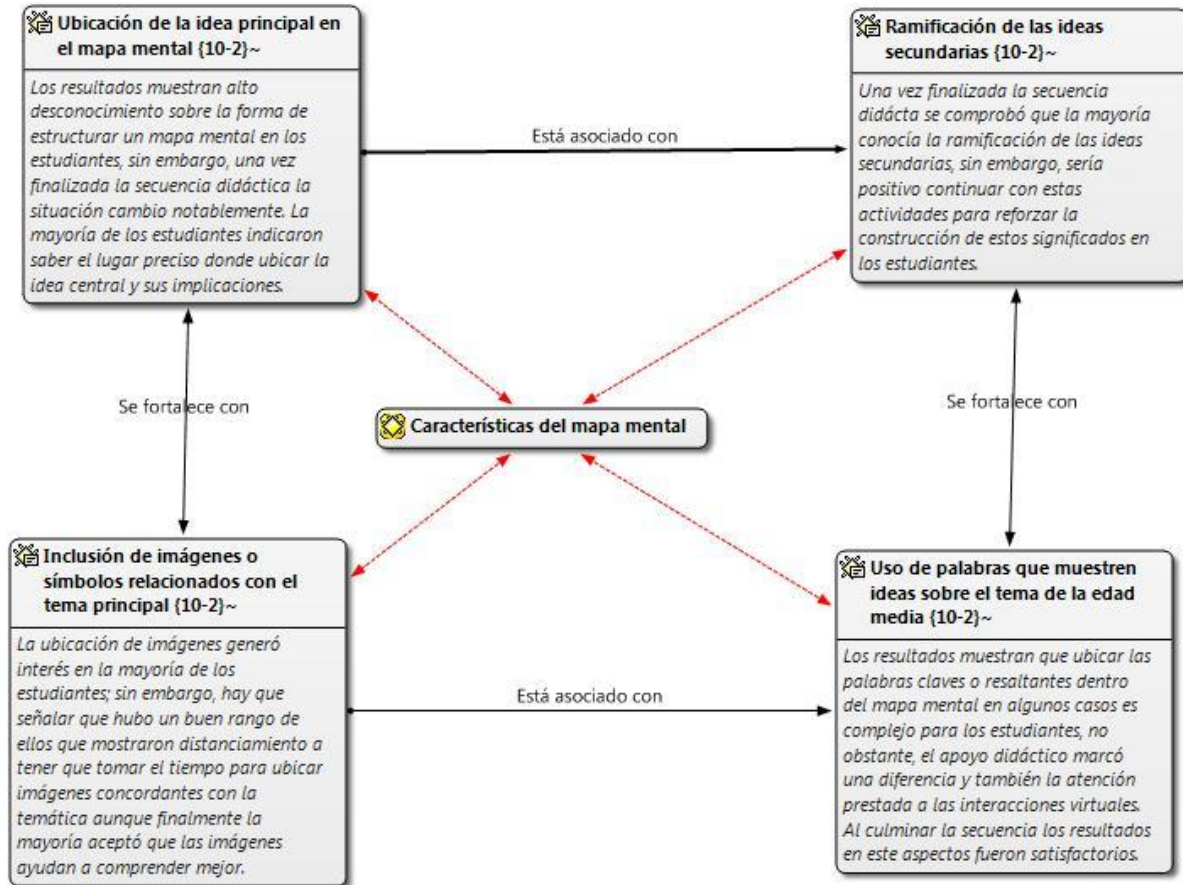 Ubicación de la idea principal en
el mapa mental {10-2}~
Los resultados muestran alto
desconocimiento sobre la forma de
estructurar un mapa mental en los
estudiantes, sin embargo, una vez
finalizada la secuencia didáctica la
situación cambio notablemente. La
mayoría de los estudiantes indicaron
saber el lugar preciso donde ubicar la
idea central y sus implicaciones.
Está asociado con
Ramificación de las ideas
secundarias {10-2}~
Una vez finalizada la secuencia
didácta se comprobó que la mayoría
conocía la ramificación de las ideas
secundarias, sin embargo, sería
positivo continuar con estas
actividades para reforzar la
construcción de estos significados en
los estudiantes.
Se fortalece con
Se fortalece con
Características del mapa mental
Inclusión de imágenes o
símbolos relacionados con el
tema principal {10-2}~
La ubicación de imágenes generó
interés en la mayoría de los
estudiantes; sin embargo, hay que
señalar que hubo un buen rango de
ellos que mostraron distanciamiento a
tener que tomar el tiempo para ubicar
imágenes concordantes con la
temática aunque finalmente la
mayoría aceptó que las imágenes
ayudan a comprender mejor.
Está asociado con
Uso de palabras que muestren
ideas sobre el tema de la edad
media {10-2}~
Los resultados muestran que ubicar las
palabras claves o resaltantes dentro
del mapa mental en algunos casos es
complejo para los estudiantes, no
obstante, el apoyo didáctico marcó
una diferencia y también la atención
prestada a las interacciones virtuales.
Al culminar la secuencia los resultados
en este aspectos fueron satisfactorios.